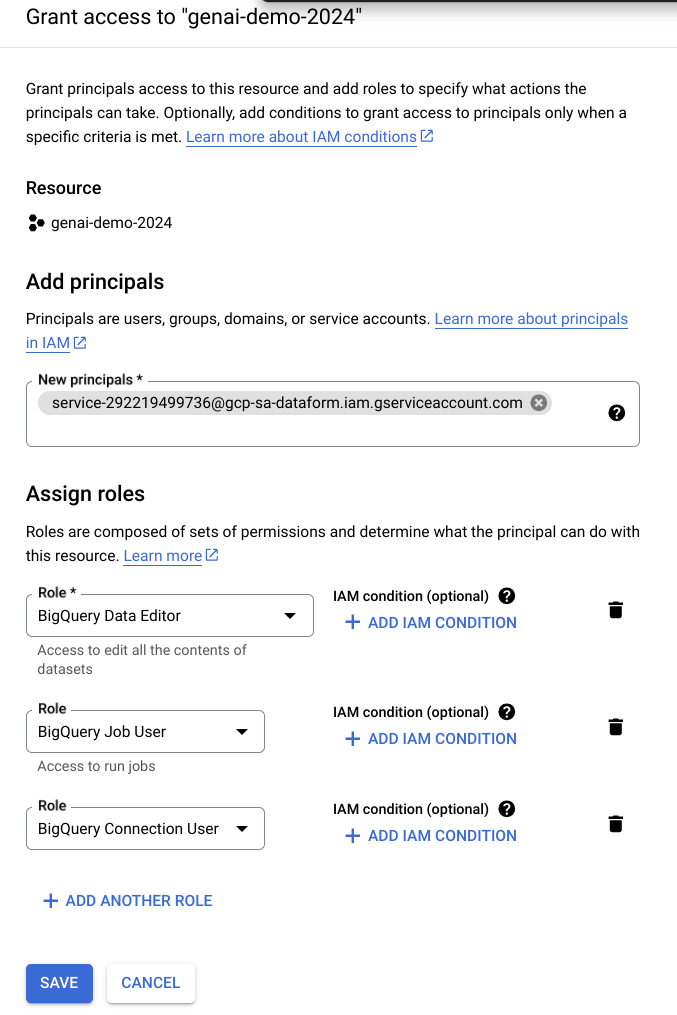 Grant access to "genai-demo-2024"
Grant principals access to this resource and add roles to specify what actions the
principals can take. Optionally, add conditions to grant access to principals only when a
specific criteria is met. Learn more about IAM conditions
Resource
genai-demo-2024
Add principals
Principals are users, groups, domains, or service accounts. Learn more about principals
in IAM
New principals *
service-292219499736@gcp-sa-dataform.iam.gserviceaccount.com
Assign roles
Roles are composed of sets of permissions and determine what the principal can do with
this resource. Learn more
Role *
IAM condition (optional)
BigQuery Data Editor
+ ADD IAM CONDITION
Access to edit all the contents of
datasets
Role
IAM condition (optional)
BigQuery Job User
+ ADD IAM CONDITION
Access to run jobs
Role
IAM condition (optional)
BigQuery Connection User
+ ADD IAM CONDITION
+ ADD ANOTHER ROLE
SAVE
CANCEL